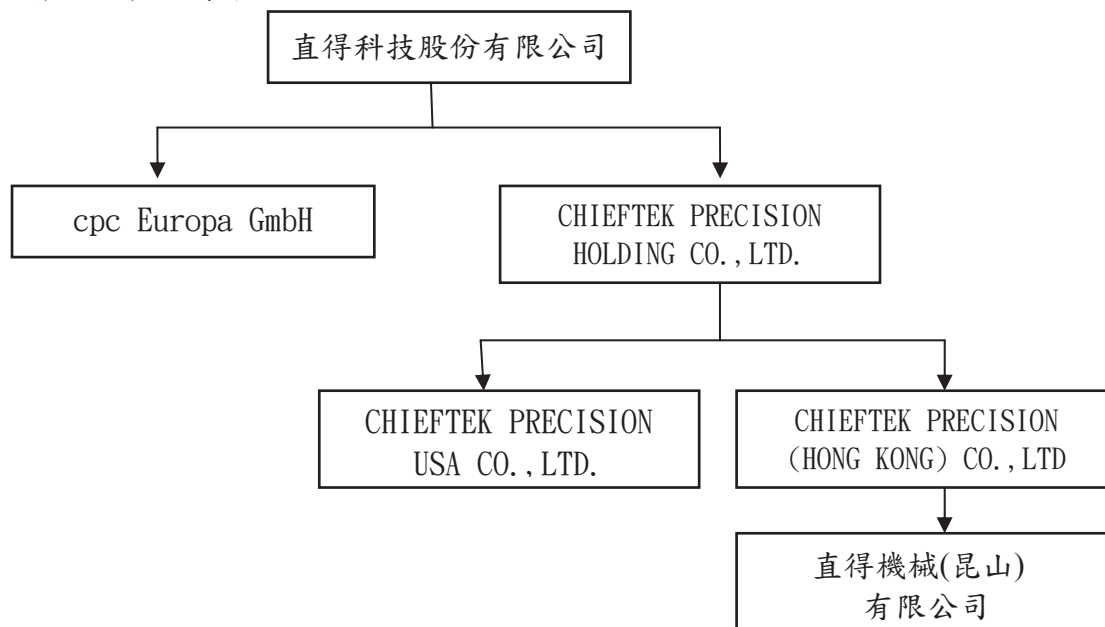 直得科技股份有限公司
cpc Europa GmbH
CHIEFTEK PRECISION
HOLDING CO.,LTD.
CHIEFTEK PRECISION
USA CO.,LTD.
CHIEFTEK PRECISION
(HONG KONG) CO.,LTD
直得機械(昆山)
有限公司